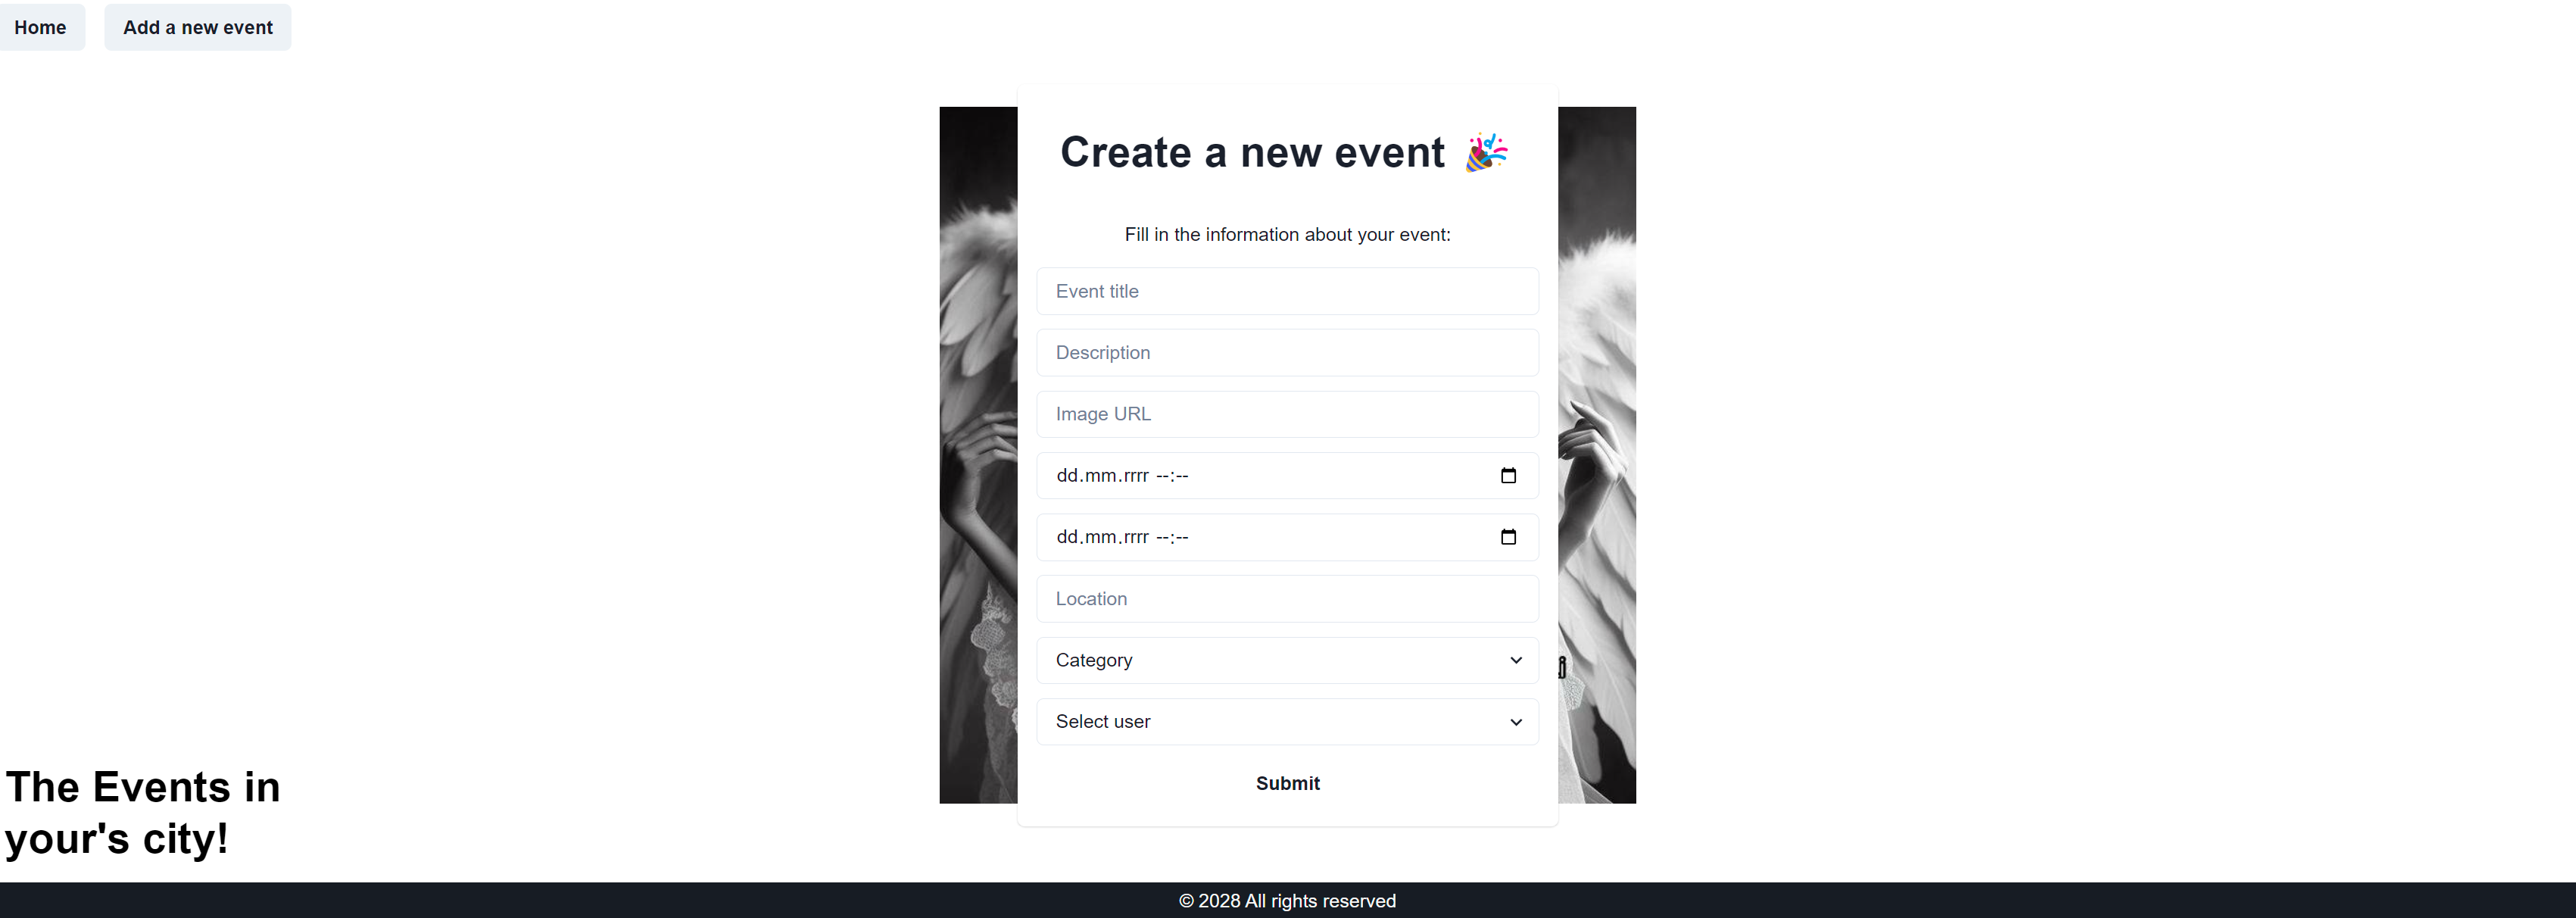 Home
Add a new event
Create a new event 🎉
Fill in the information about your event:
Event title
Description
Image URL
dd.mm.rrrr --:--
dd.mm.rrrr --:--
Location
Category
Select user
Submit
The Events in
your's city!
© 2028 All rights reserved